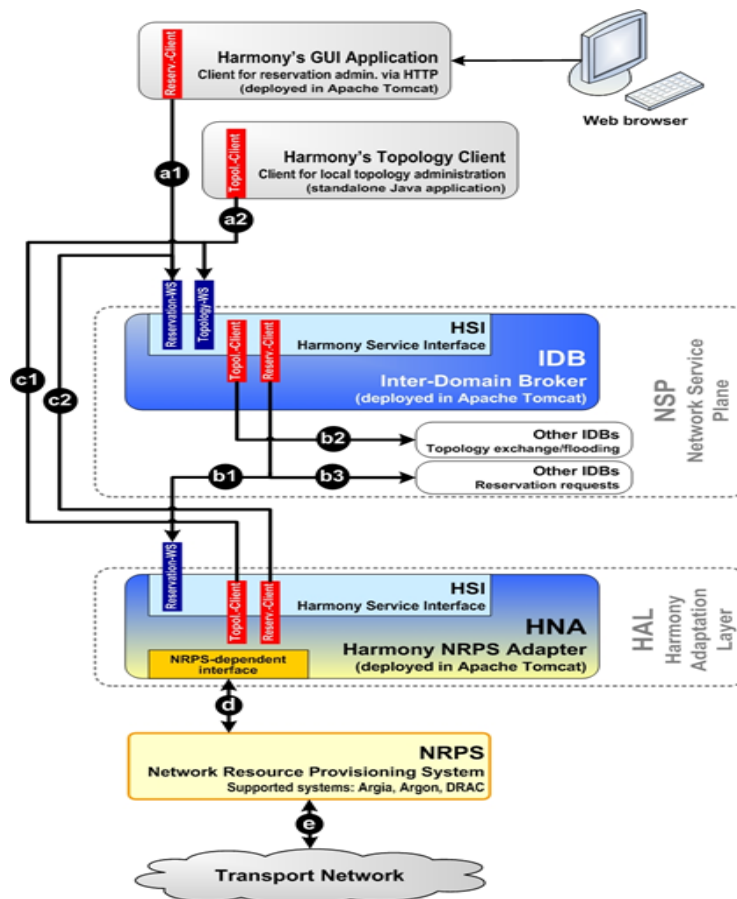 Reserv.-Client
Harmony's GUI Application
Client for reservation admin. via HTTP
(deployed in Apache Tomcat)
Web browser
Topol.-Client
Harmony's Topology Client
Client for local topology administration
(standalone Java application)
a1
a2
Reservation-WS
Topology-WS
HSI
Harmony Service Interface
Topol.-Client
Reserv.-Client
IDB
Inter-Domain Broker
(deployed in Apache Tomcat)
NSP
Network Service
Plane
c1
c2
b2
Other IDBs
Topology exchange/flooding
b1
b3
Other IDBs
Reservation requests
Reservation-WS
HSI
Harmony Service Interface
Topol.-Client
Reserv.-Client
HNA
Harmony NRPS Adapter
(deployed in Apache Tomcat)
NRPS-dependent
interface
HAL
Harmony
Adaptation
Layer
d
NRPS
Network Resource Provisioning System
Supported systems: Argia, Argon, DRAC
e
Transport Network